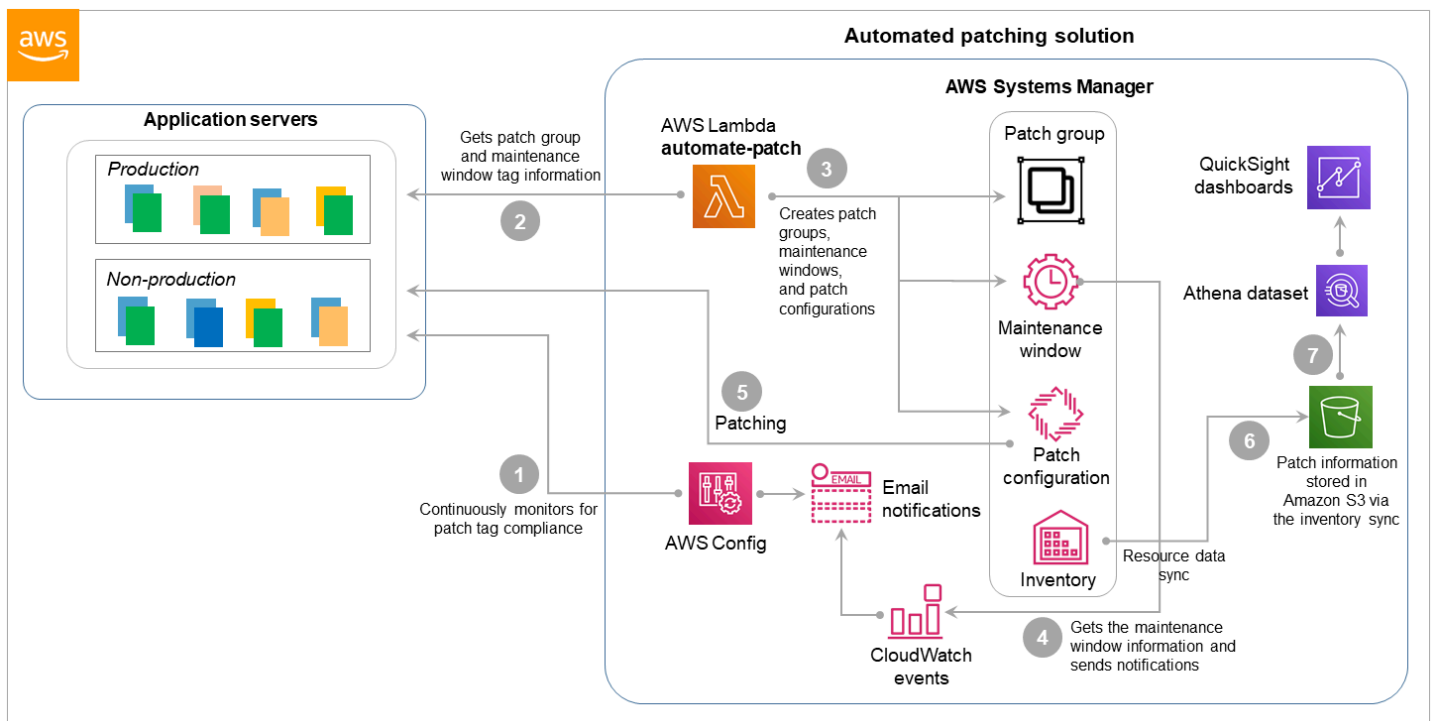 aws
Automated patching solution
AWS Systems Manager
Application servers
Production
Non-production
Gets patch group
and maintenance
window tag information
2
AWS Lambda
automate-patch
3
Creates patch
groups,
maintenance
windows,
and patch
configurations
Patch group
Maintenance
window
Patch
configuration
Inventory
QuickSight
dashboards
Athena dataset
7
6
Patch information
stored in
Amazon S3 via
the inventory sync
Resource data
sync
5
Patching
1
Continuously monitors for
patch tag compliance
AWS Config
EMAIL
Email
notifications
CloudWatch
events
4
Gets the maintenance
window information and
sends notifications